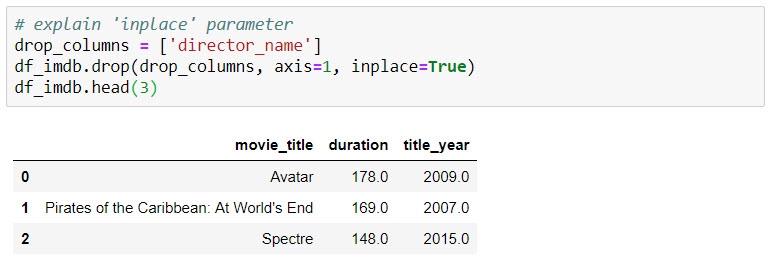 # explain 'inplace' parameter
drop_columns = ['director_name']
df_imdb.drop(drop_columns, axis=1, inplace=True)
df_imdb.head(3)
movie_title duration title_year
0 Avatar 178.0 2009.0
1 Pirates of the Caribbean: At World's End 169.0 2007.0
2 Spectre 148.0 2015.0